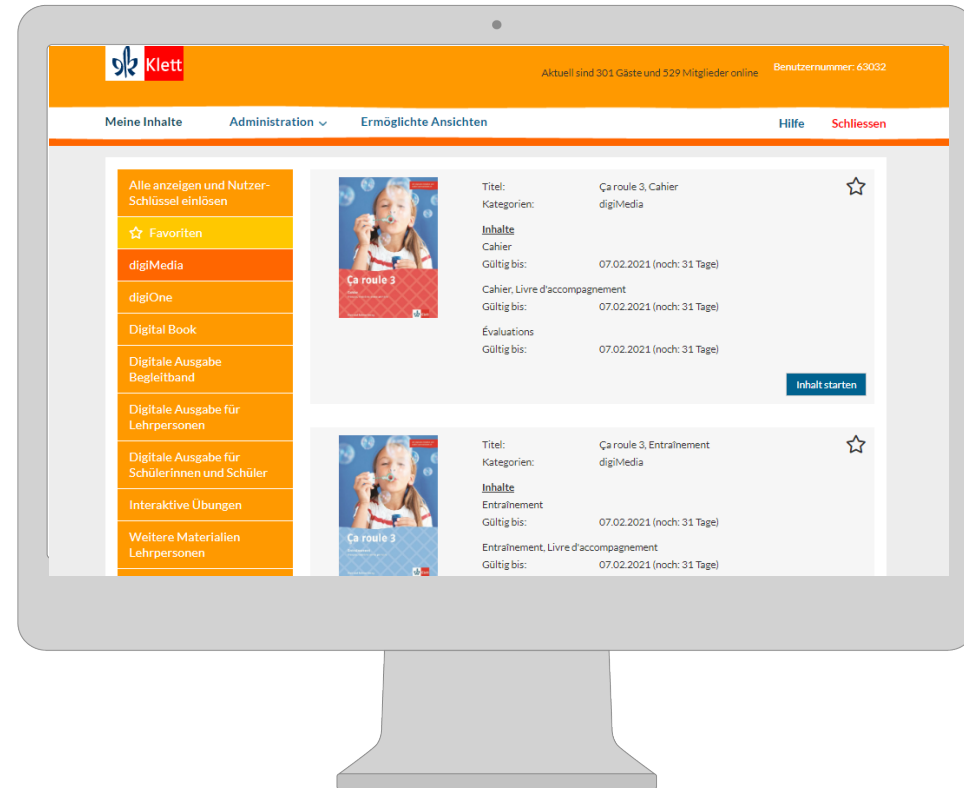 Klett
Aktuell sind 301 Gäste und 529 Mitglieder online
Benutzernummer: 63032
Meine Inhalte
Administration
Ermöglichte Ansichten
Hilfe
Schliessen
Alle anzeigen und Nutzer-
Schlüssel einlösen
Favoriten
digiMedia
digiOne
Digital Book
Digitale Ausgabe
Begleitband
Digitale Ausgabe für
Lehrpersonen
Digitale Ausgabe für
Schülerinnen und Schüler
Interaktive Übungen
Weitere Materialien
Lehrpersonen
Ça roule 3
Klett
Titel: Ça roule 3, Cahier
Kategorien: digiMedia
Inhalte
Cahier
Gültig bis: 07.02.2021 (noch: 31 Tage)
Cahier, Livre d'accompagnement
Gültig bis: 07.02.2021 (noch: 31 Tage)
Évaluations
Gültig bis: 07.02.2021 (noch: 31 Tage)
Inhalt starten
Ça roule 3
Klett
Titel: Ça roule 3, Entraînement
Kategorien: digiMedia
Inhalte
Entraînement
Gültig bis: 07.02.2021 (noch: 31 Tage)
Entraînement, Livre d'accompagnement
Gültig bis: 07.02.2021 (noch: 31 Tage)